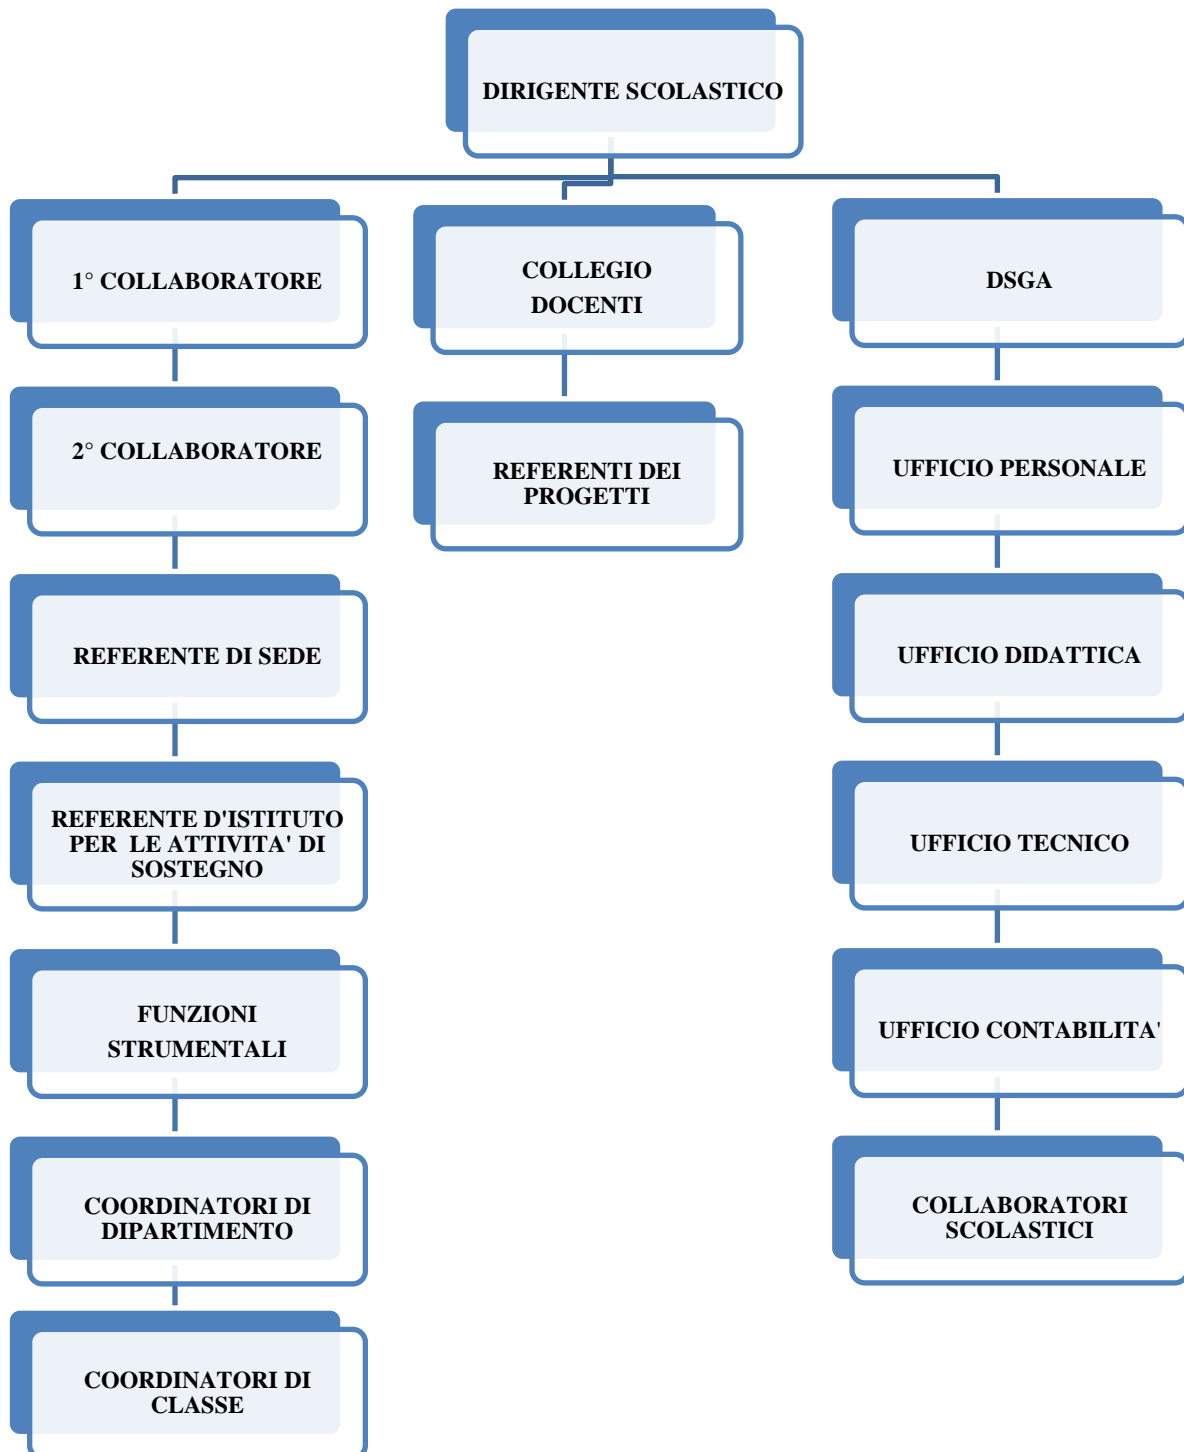 DIRIGENTE SCOLASTICO
1° COLLABORATORE
COLLEGIO
DOCENTI
DSGA
2° COLLABORATORE
REFERENTI DEI
PROGETTI
UFFICIO PERSONALE
REFERENTE DI SEDE
UFFICIO DIDATTICA
REFERENTE D'ISTITUTO
PER LE ATTIVITA' DI
SOSTEGNO
UFFICIO TECNICO
FUNZIONI
STRUMENTALI
UFFICIO CONTABILITA'
COORDINATORI DI
DIPARTIMENTO
COLLABORATORI
SCOLASTICI
COORDINATORI DI
CLASSE